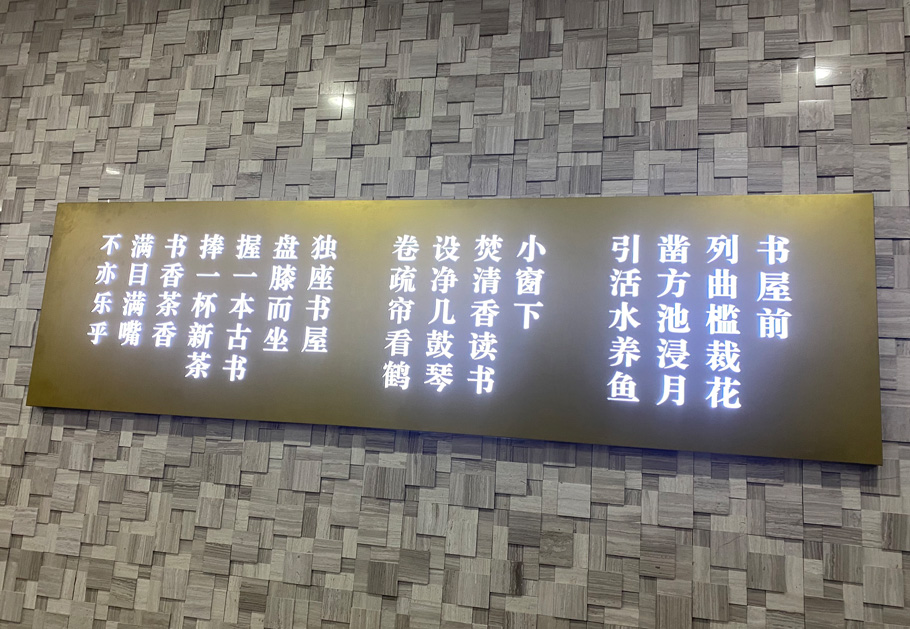 书屋前
列曲槛裁花
凿方池浸月
引活水养鱼
小窗下
焚清香读书
设净几鼓琴
卷疏帘看鹤
独座书屋
盘膝而坐
握一本古书
捧一杯新茶
书香茶香
满目满嘴
不亦乐乎